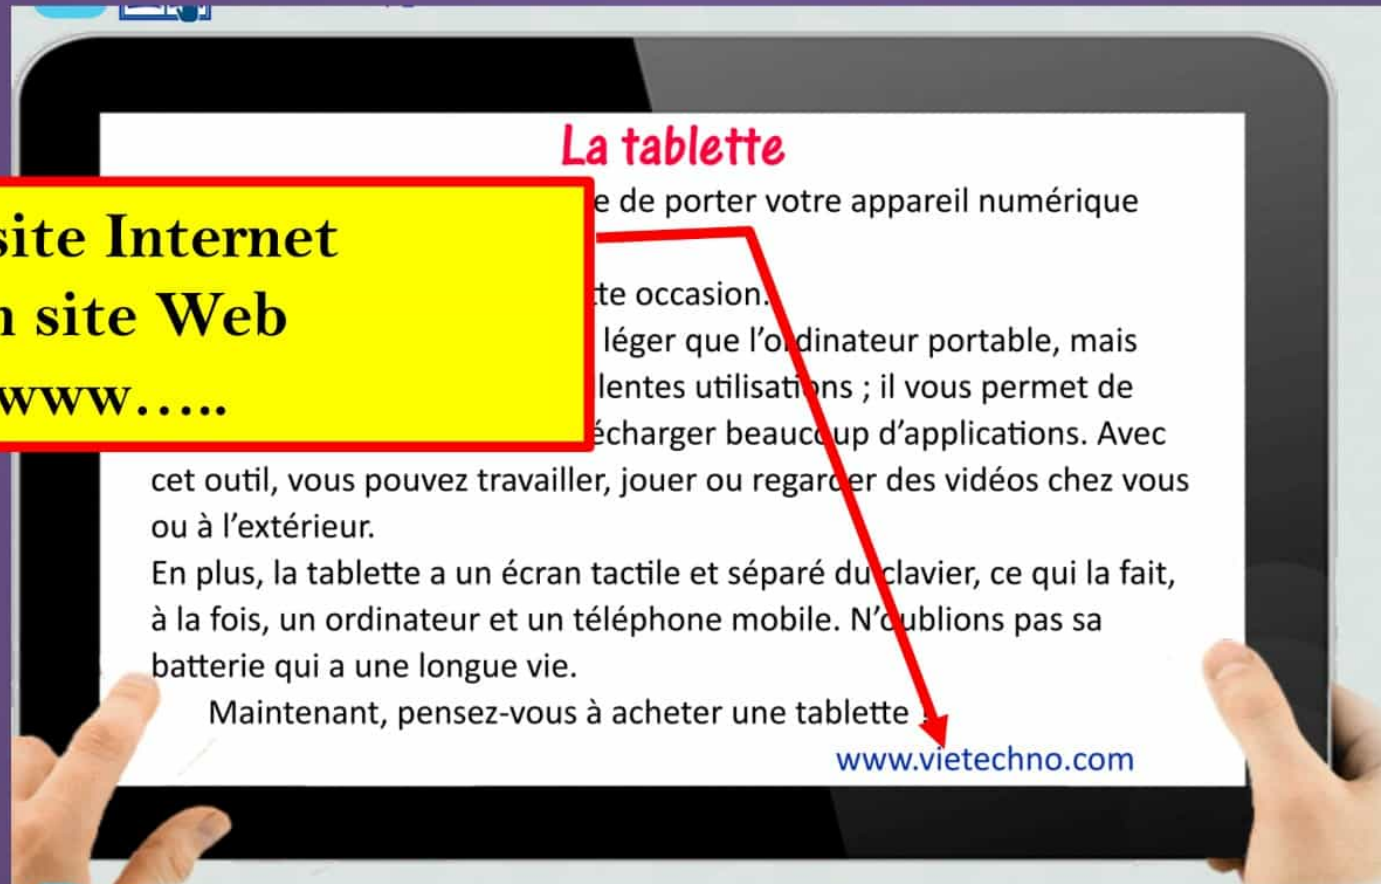 La tablette
site Internet
site Web
www…..
de porter votre appareil numérique
occasion.
léger que l'ordinateur portable, mais
utilisations ; il vous permet de
beaucoup d'applications. Avec
cet outil, vous pouvez travailler, jouer ou regarder des vidéos chez vous
ou à l'extérieur.
En plus, la tablette a un écran tactile et séparé du clavier, ce qui la fait,
à la fois, un ordinateur et un téléphone mobile. N'oublions pas sa
batterie qui a une longue vie.
Maintenant, pensez-vous à acheter une tablette
www.vietechno.com